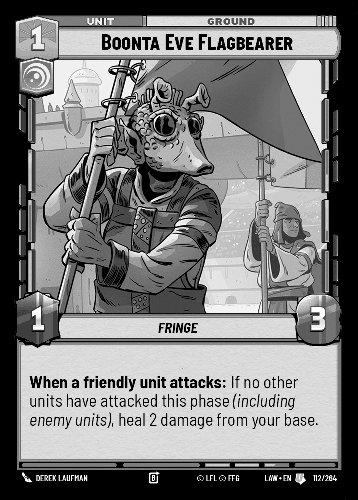 UNIT
GROUND
1
BOONTA EVE FLAGBEARER
1
3
FRINGE
When a friendly unit attacks: If no other
units have attacked this phase (including
enemy units), heal 2 damage from your base.
DEREK LAUFMAN
© LFL © FFG
LAW • EN
112/264